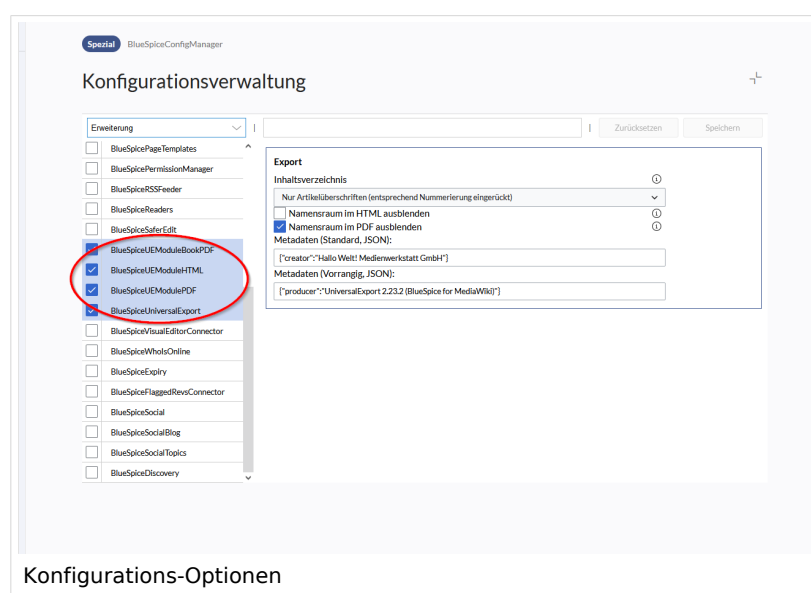 Spezial BlueSpiceConfigManager
Konfigurationsverwaltung
Erweiterung | | Zurücksetzen Speichern
BlueSpicePageTemplates
BlueSpicePermissionManager
BlueSpiceRSSFeeder
BlueSpiceReaders
BlueSpiceSaferEdit
BlueSpiceUEModuleBookPDF
BlueSpiceUEModuleHTML
BlueSpiceUEModulePDF
BlueSpiceUniversalExport
BlueSpiceVisualEditorConnector
BlueSpiceWhoIsOnline
BlueSpiceExpiry
BlueSpiceFlaggedRevsConnector
BlueSpiceSocial
BlueSpiceSocialBlog
BlueSpiceSocialTopics
BlueSpiceDiscovery
Export
Inhaltsverzeichnis
Nur Artikelüberschriften (entsprechend Nummerierung eingerückt)
Namensraum im HTML ausblenden
Namensraum im PDF ausblenden
Metadaten (Standard, JSON):
{"creator":"Hallo Welt! Medienwerkstatt GmbH"}
Metadaten (Vorrangig, JSON):
{"producer":"UniversalExport 2.23.2 (BlueSpice for MediaWiki)"}
Konfigurations-Optionen